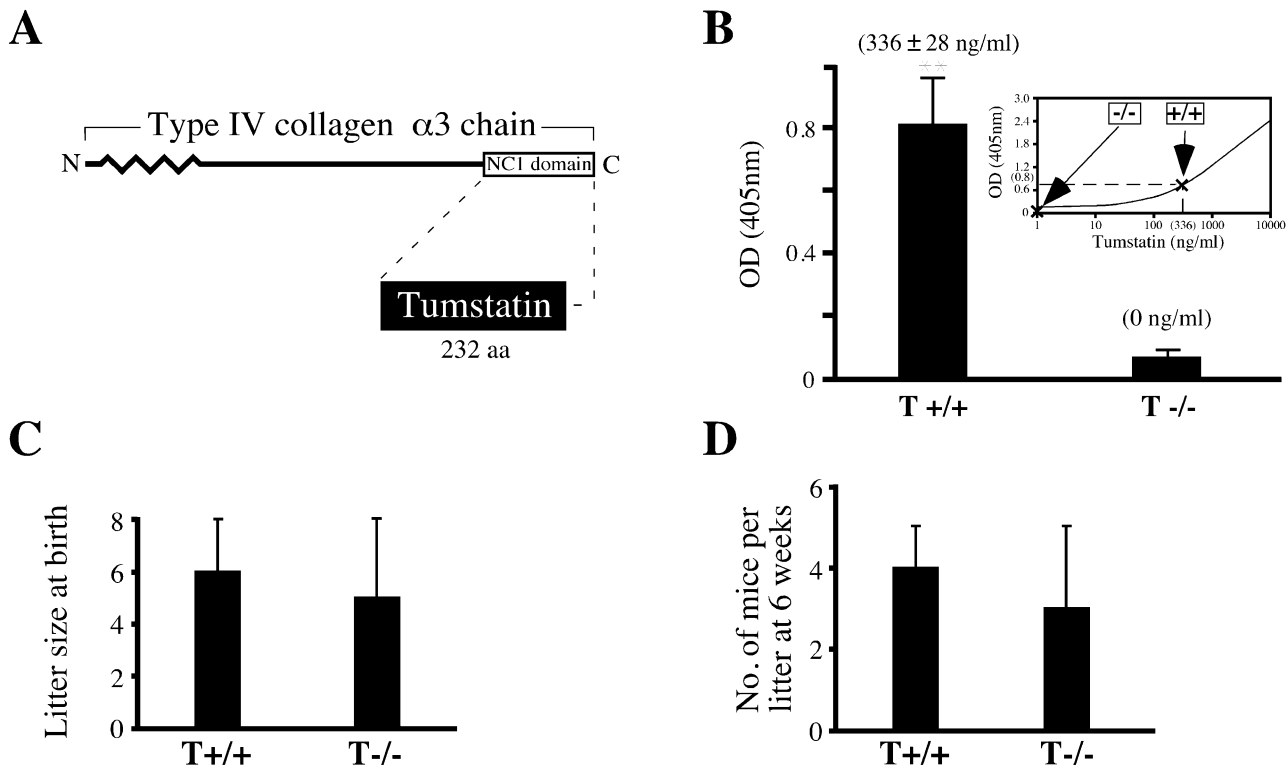 A
Type IV collagen α3 chain
N
NC1 domain
C
Tumstatin
232 aa
B
(336 ± 28 ng/ml)
**
OD (405nm)
0.8
0.4
0
(0 ng/ml)
T +/+
T -/-
OD (405nm)
3.0
2.4
1.8
1.2
(0.8)
0.6
0
-/-
+/+
1
10
100
(336)
1000
10000
Tumstatin (ng/ml)
C
Litter size at birth
8
6
4
2
0
T+/+
T-/-
D
No. of mice per
litter at 6 weeks
6
4
2
0
T+/+
T-/-